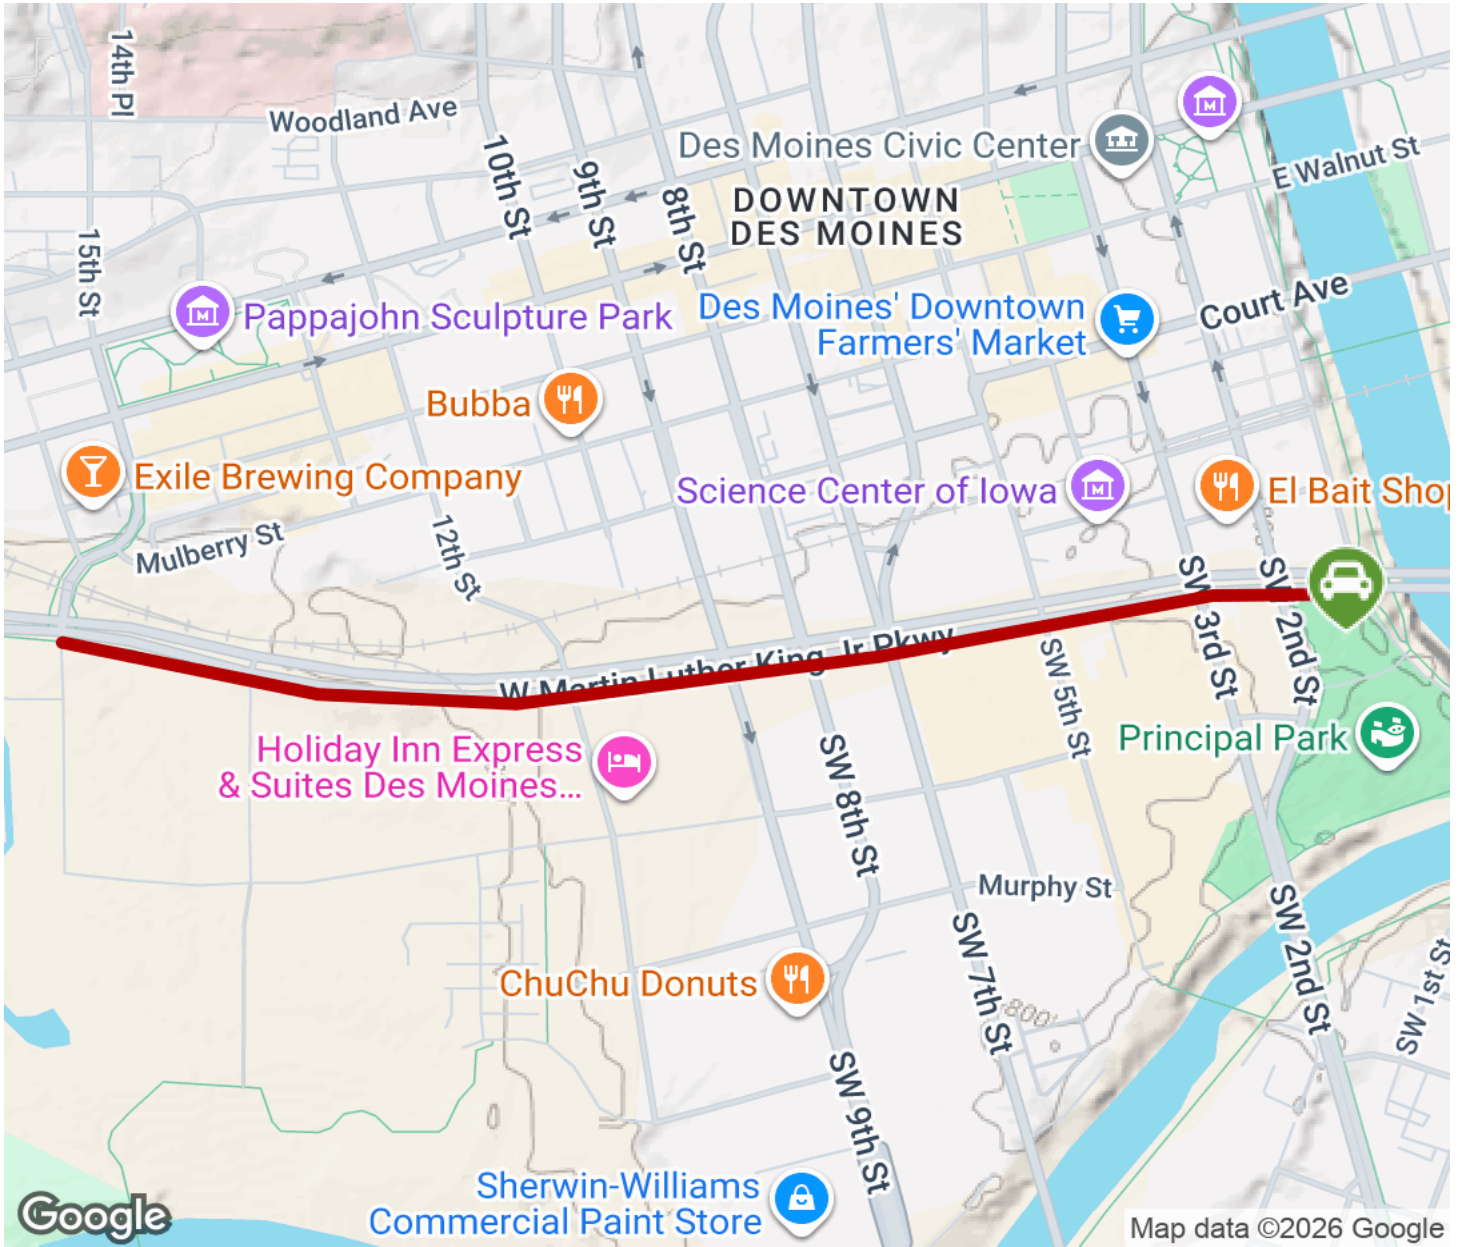 14th Pl
Woodland Ave
10th St
9th St
8th St
Des Moines Civic Center
E Walnut St
DOWNTOWN
DES MOINES
15th St
Pappajohn Sculpture Park
Des Moines' Downtown
Farmers' Market
Court Ave
Bubba
Exile Brewing Company
Science Center of Iowa
El Bait Shop
Mulberry St
12th St
SW 3rd St
SW 2nd St
W Martin Luther King Jr Pkwy
SW 5th St
Holiday Inn Express
& Suites Des Moines...
Principal Park
SW 8th St
Murphy St
SW 7th St
SW 2nd St
SW 1st St
ChuChu Donuts
800'
SW 9th St
Sherwin-Williams
Commercial Paint Store
Google
Map data ©2026 Google